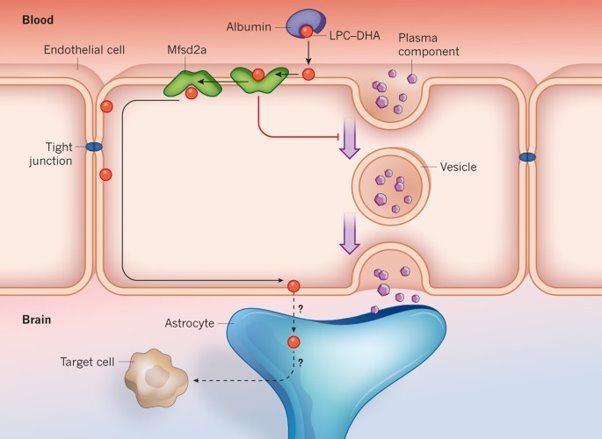 Blood
Albumin
LPC–DHA
Plasma
component
Endothelial cell
Mfsd2a
Tight
junction
Vesicle
?
Brain
Astrocyte
?
Target cell